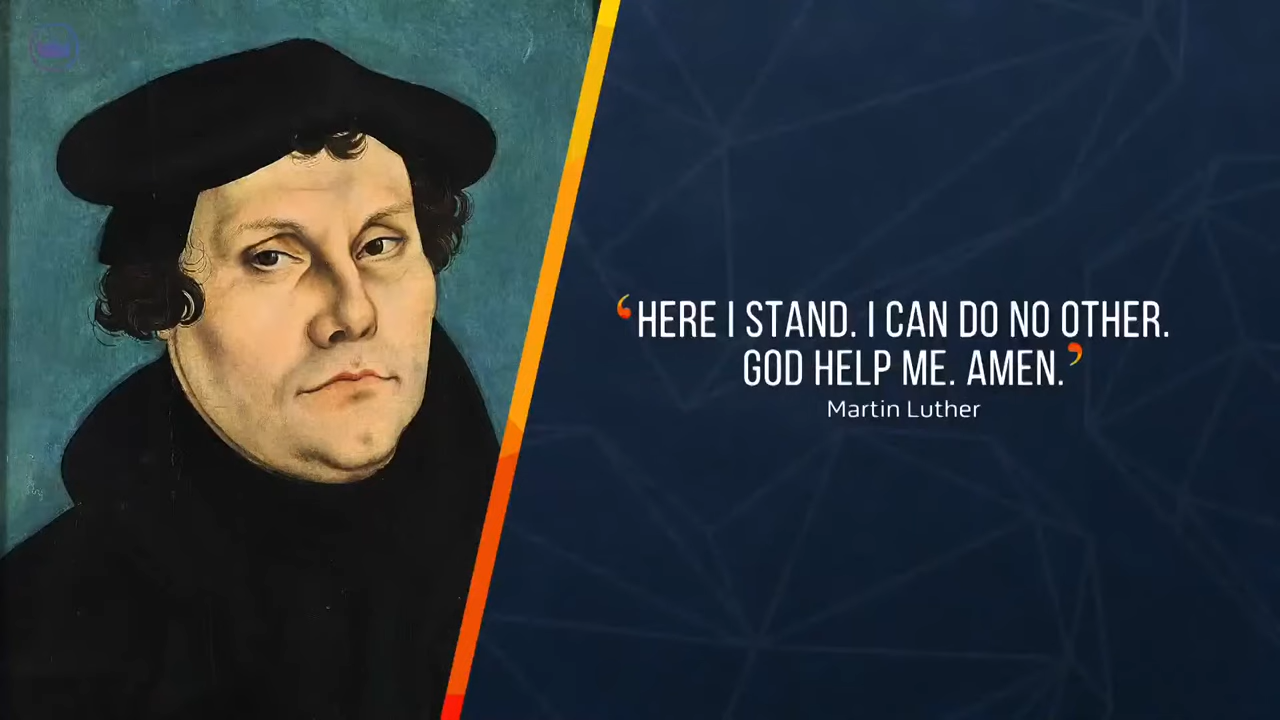 ‘HERE I STAND. I CAN DO NO OTHER.
GOD HELP ME. AMEN.’
Martin Luther